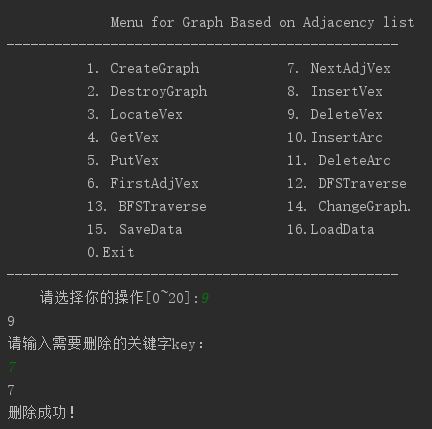 Menu for Graph Based on Adjacency list
-------------------------------------------------
1. CreateGraph 7. NextAdjVex
2. DestroyGraph 8. InsertVex
3. LocateVex 9. DeleteVex
4. GetVex 10.InsertArc
5. PutVex 11. DeleteArc
6. FirstAdjVex 12. DFSTraverse
13. BFSTraverse 14. ChangeGraph.
15. SaveData 16.LoadData
0.Exit
-------------------------------------------------
请选择你的操作[0~20]:9
9
请输入需要删除的关键字key:
7
7
删除成功!